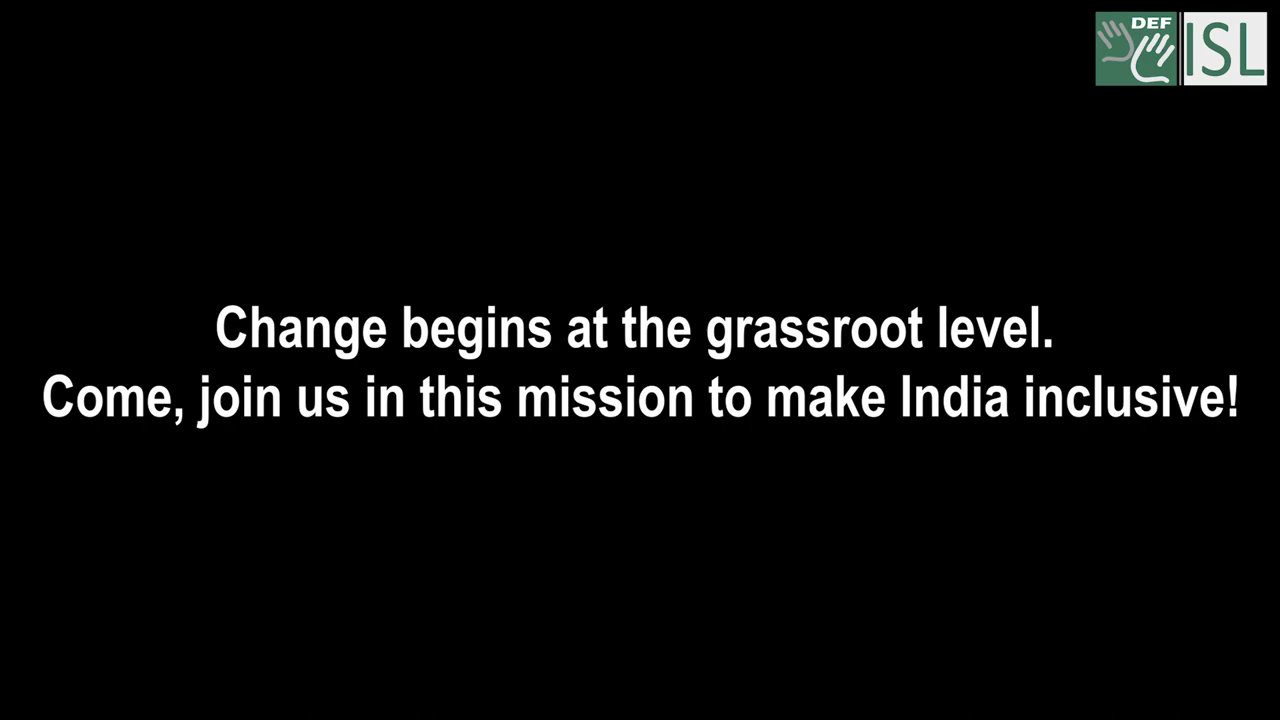 DEF
ISL
Change begins at the grassroot level.
Come, join us in this mission to make India inclusive!